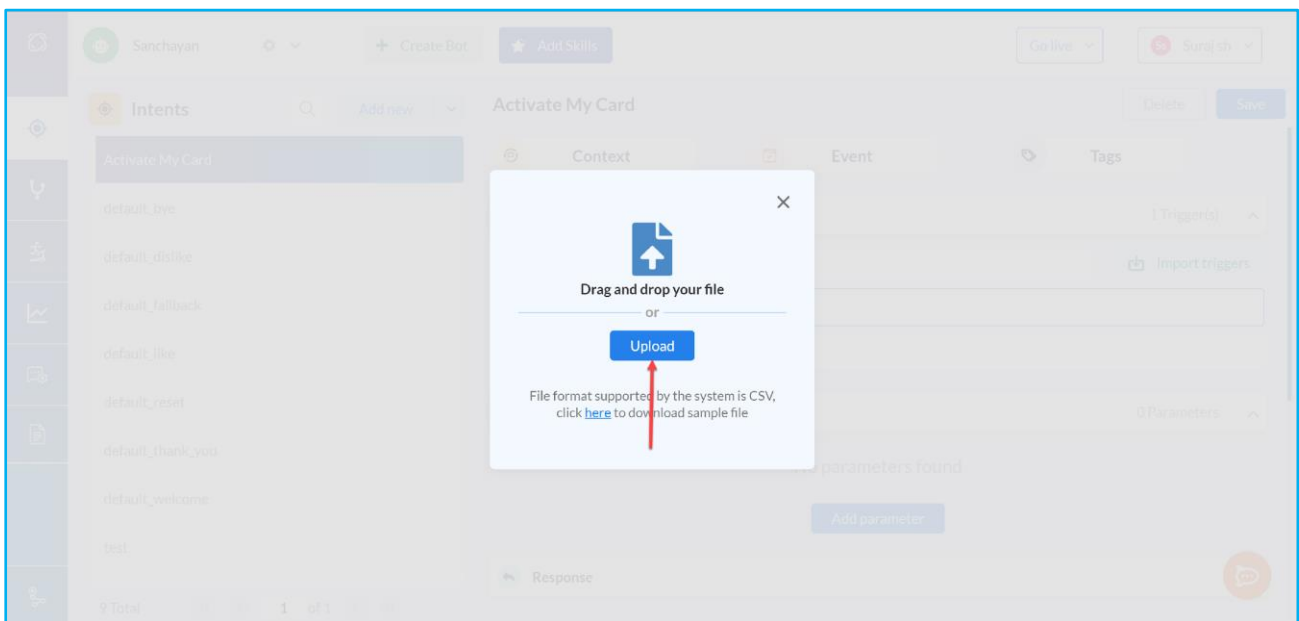 Sanchayan
+ Create Bot
Add Skills
Go live
Suraj sh
Intents
Add new
Activate My Card
Delete
Save
Activate My Card
Context
Event
Tags
default_bye
1 Trigger(s)
default_dislike
Import triggers
Drag and drop your file
default_fallback
or
Upload
default_like
File format supported by the system is CSV,
click here to download sample file
default_reset
0 Parameters
default_thank_you
parameters found
default_welcome
Add parameter
test
Response
9 Total
1 of 1